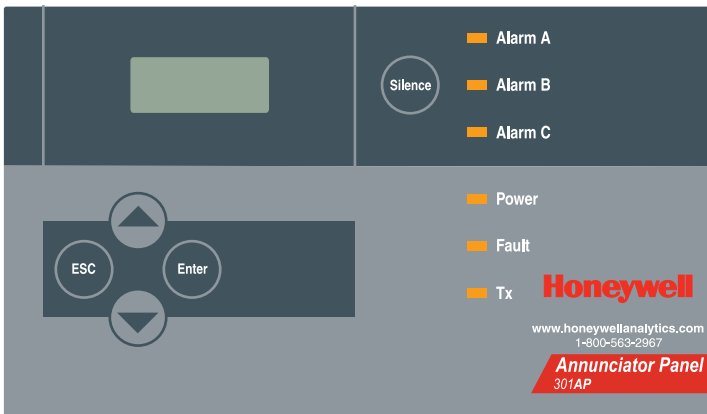 Alarm A
Silence
Alarm B
Alarm C
Power
Fault
ESC
Enter
Tx
Honeywell
www.honeywellanalytics.com
1-800-563-2967
Annunciator Panel
301AP